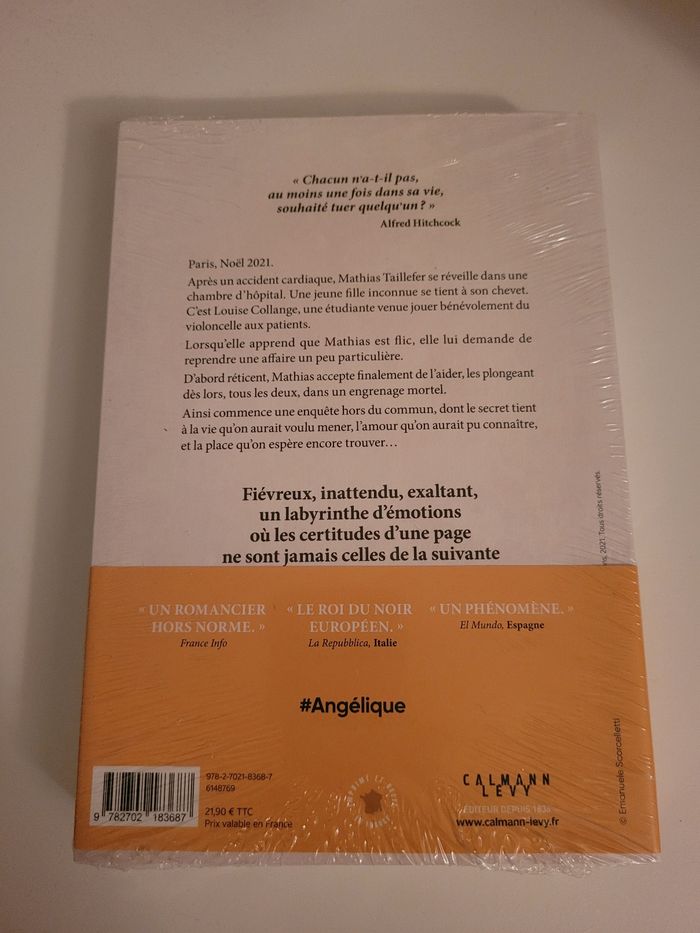 « Chacun n'a-t-il pas,
au moins une fois dans sa vie,
souhaité tuer quelqu'un ? »
Alfred Hitchcock
Paris, Noël 2021.
Après un accident cardiaque, Mathias Taillefer se réveille dans une
chambre d'hôpital. Une jeune fille inconnue se tient à son chevet.
C'est Louise Collange, une étudiante venue jouer bénévolement du
violoncelle aux patients.
Lorsqu'elle apprend que Mathias est flic, elle lui demande de
reprendre une affaire un peu particulière.
D'abord réticent, Mathias accepte finalement de l'aider, les plongeant
dès lors, tous les deux, dans un engrenage mortel.
Ainsi commence une enquête hors du commun, dont le secret tient
à la vie qu'on aurait voulu mener, l'amour qu'on aurait pu connaître,
et la place qu'on espère encore trouver…
Fiévreux, inattendu, exaltant,
un labyrinthe d'émotions
où les certitudes d'une page
ne sont jamais celles de la suivante
2021. Tous droits réservés.
« UN ROMANCIER
HORS NORME. »
France Info
« LE ROI DU NOIR
EUROPÉEN. »
La Repubblica, Italie
« UN PHÉNOMÈNE. »
El Mundo, Espagne
#Angélique
978-2-7021-8368-7
6148769
9 782702 183687
21,90 € TTC
Prix valable en France
CALMANN
LEVY
ÉDITEUR DEPUIS 1836
www.calmann-levy.fr
© Emanuele Scorcelletti